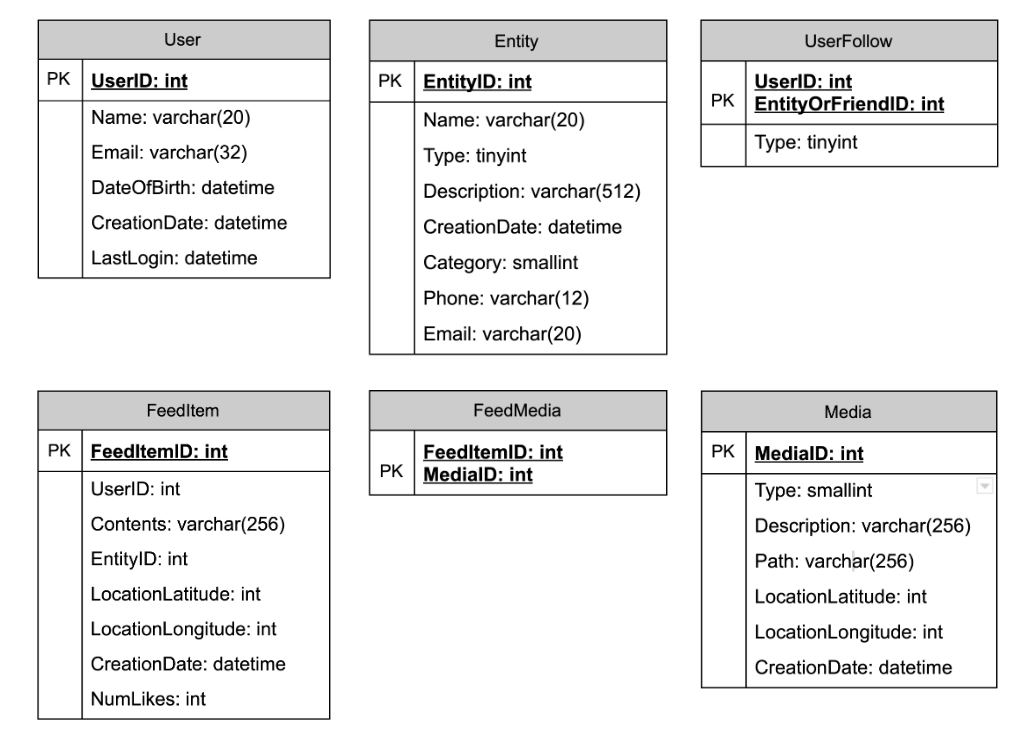 User
PK
UserID: int
Name: varchar(20)
Email: varchar(32)
DateOfBirth: datetime
CreationDate: datetime
LastLogin: datetime
Entity
PK
EntityID: int
Name: varchar(20)
Type: tinyint
Description: varchar(512)
CreationDate: datetime
Category: smallint
Phone: varchar(12)
Email: varchar(20)
UserFollow
PK
UserID: int
EntityOrFriendID: int
Type: tinyint
FeedItem
PK
FeedItemID: int
UserID: int
Contents: varchar(256)
EntityID: int
LocationLatitude: int
LocationLongitude: int
CreationDate: datetime
NumLikes: int
FeedMedia
PK
FeedItemID: int
MediaID: int
Media
PK
MediaID: int
Type: smallint
Description: varchar(256)
Path: varchar(256)
LocationLatitude: int
LocationLongitude: int
CreationDate: datetime